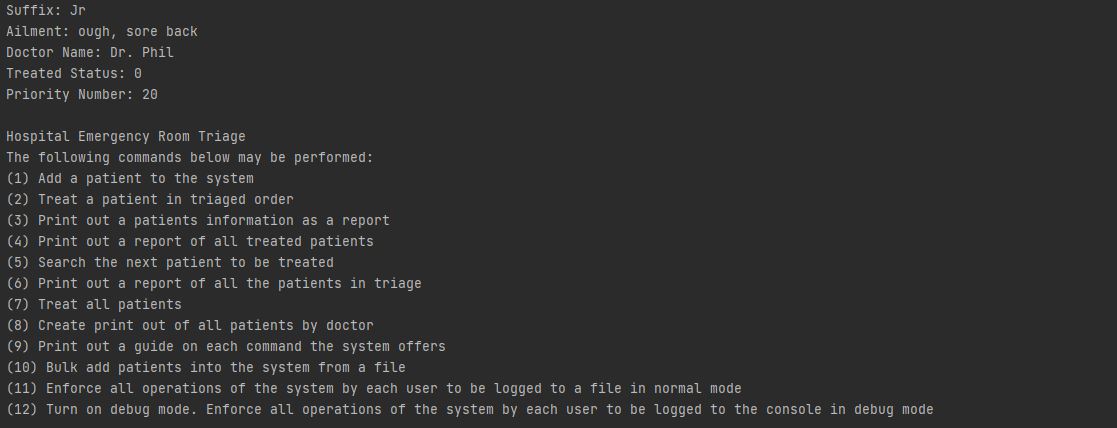 Suffix: Jr
Ailment: ough, sore back
Doctor Name: Dr. Phil
Treated Status: 0
Priority Number: 20
Hospital Emergency Room Triage
The following commands below may be performed:
(1) Add a patient to the system
(2) Treat a patient in triaged order
(3) Print out a patients information as a report
(4) Print out a report of all treated patients
(5) Search the next patient to be treated
(6) Print out a report of all the patients in triage
(7) Treat all patients
(8) Create print out of all patients by doctor
(9) Print out a guide on each command the system offers
(10) Bulk add patients into the system from a file
(11) Enforce all operations of the system by each user to be logged to a file in normal mode
(12) Turn on debug mode. Enforce all operations of the system by each user to be logged to the console in debug mode